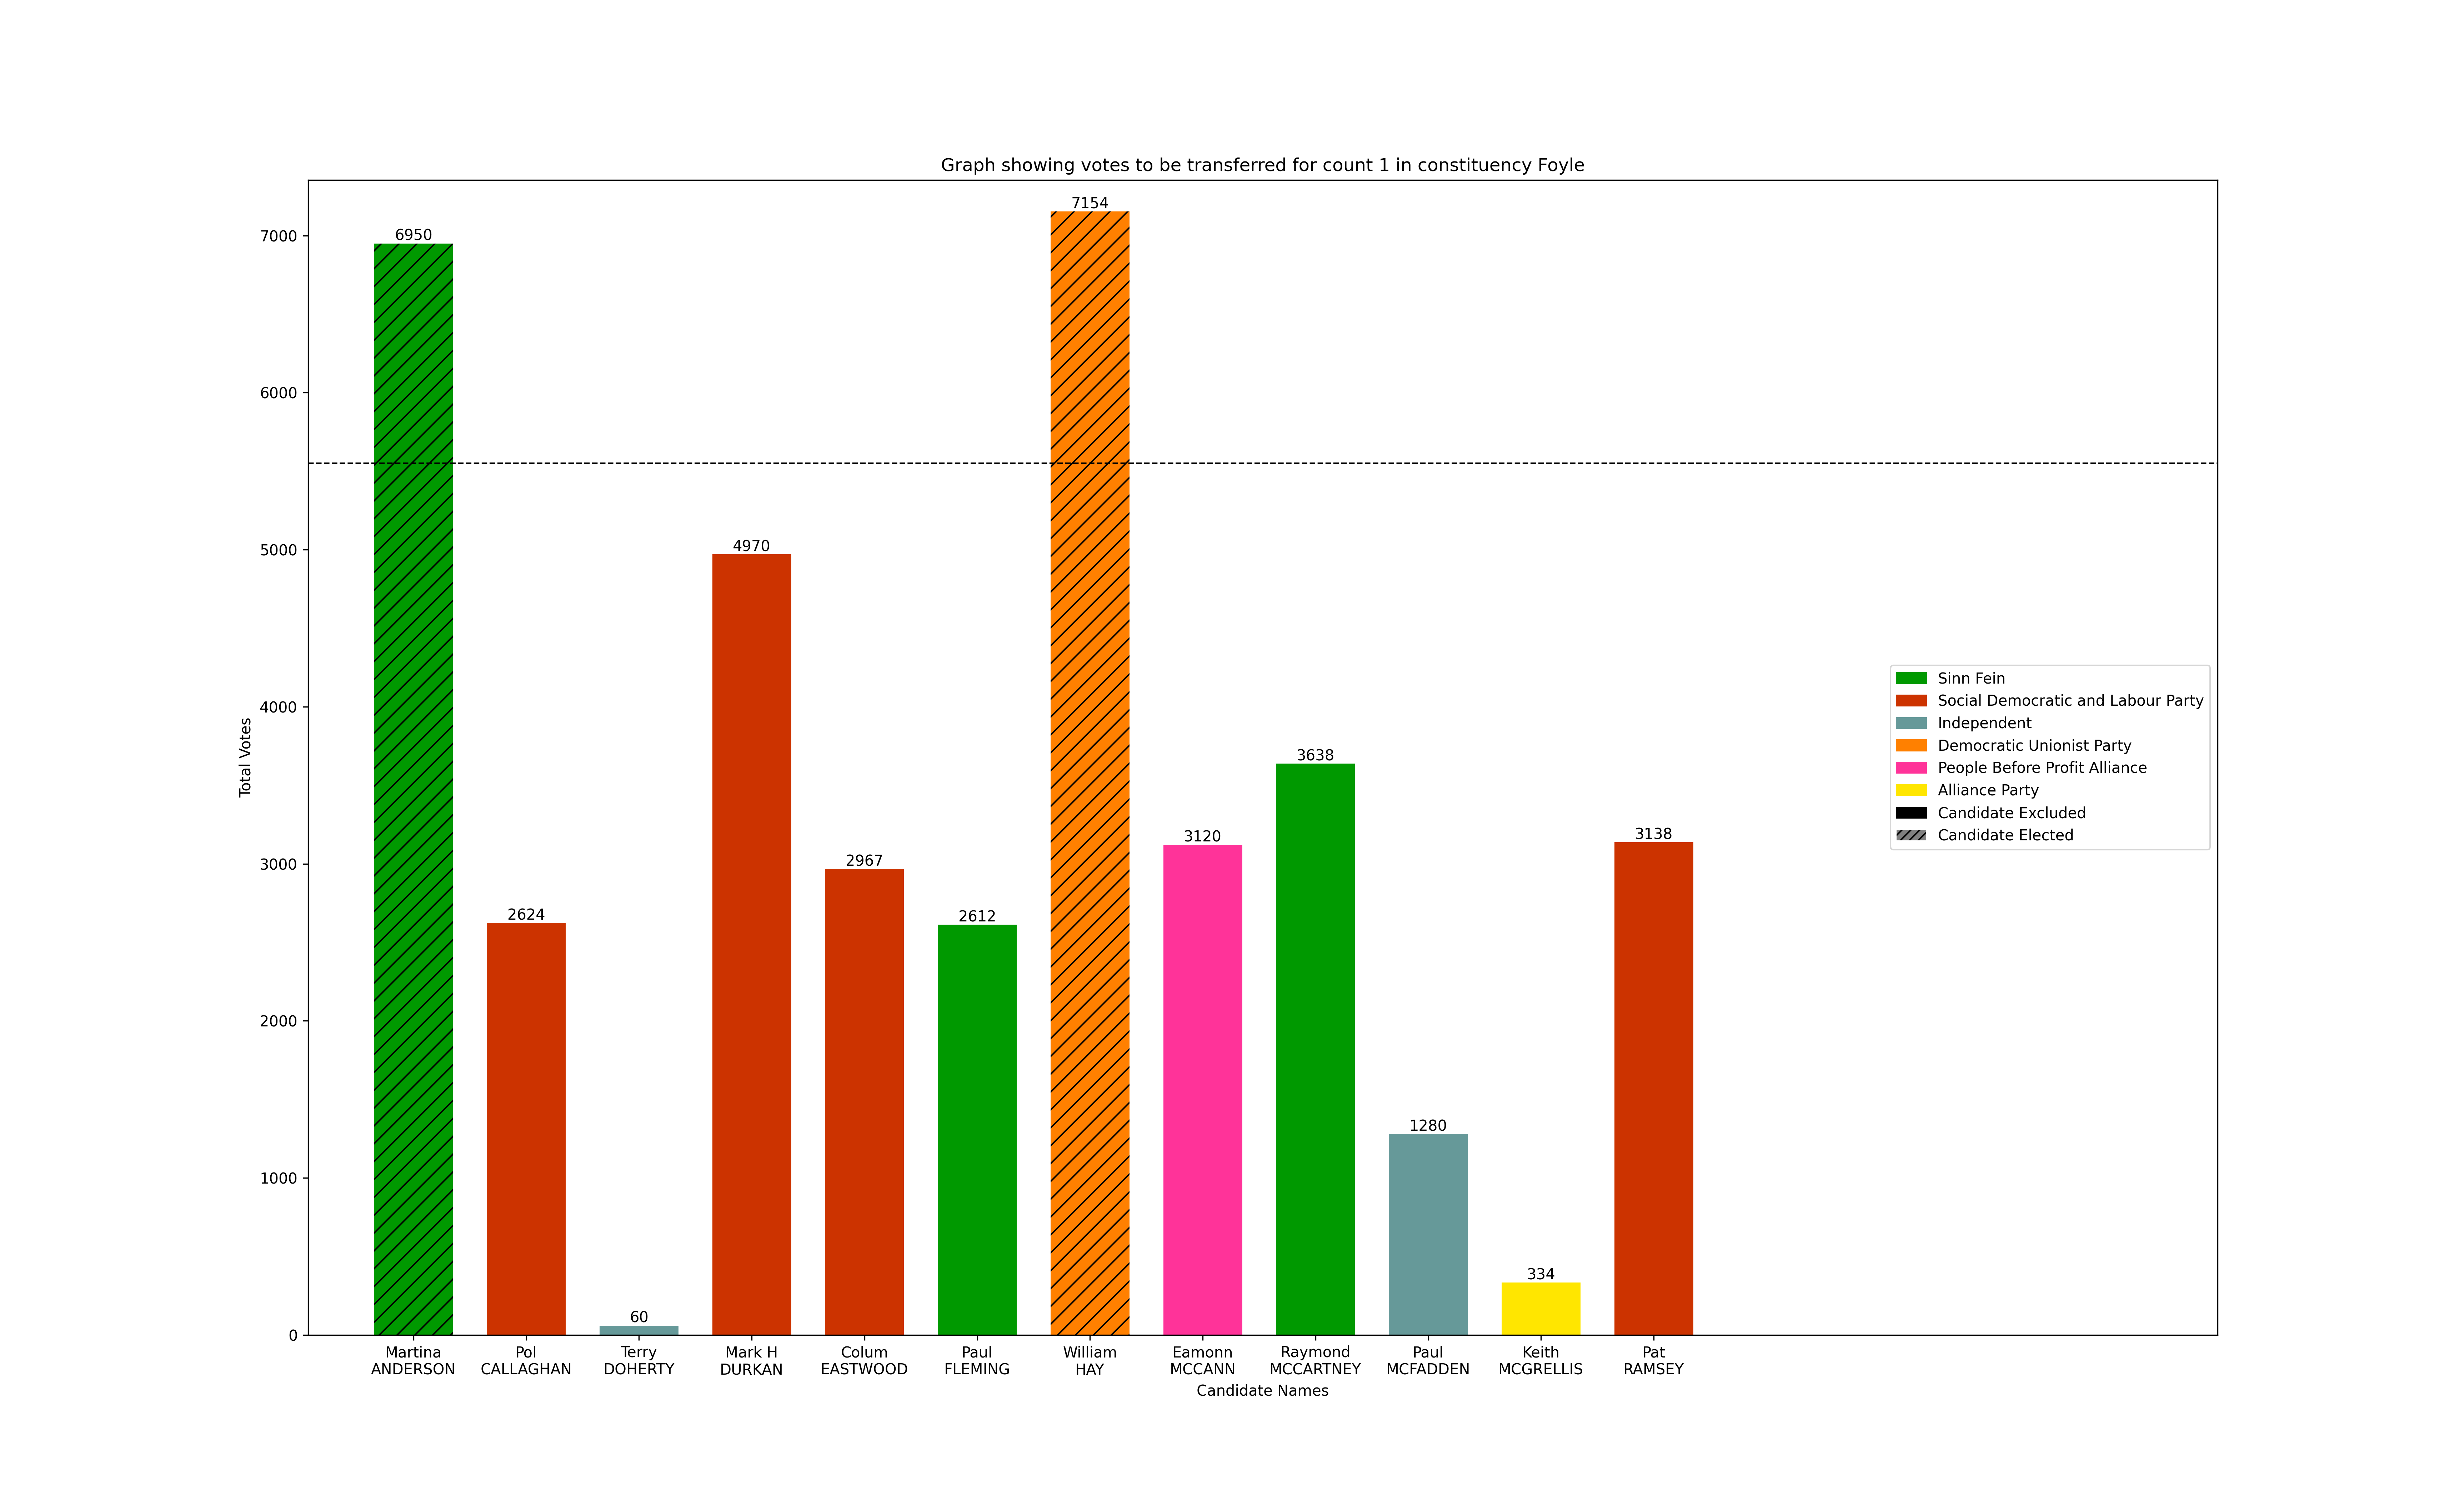 Graph showing votes to be transferred for count 1 in constituency Foyle
7154
6950
7000
6000
4970
5000
Sinn Fein
Social Democratic and Labour Party
Independent
Democratic Unionist Party
People Before Profit Alliance
Alliance Party
Candidate Excluded
Candidate Elected
4000
Total Votes
3638
3120
3138
2967
3000
2624
2612
2000
1280
1000
334
60
0
Martina
ANDERSON
Pol
CALLAGHAN
Terry
DOHERTY
Mark H
DURKAN
Colum
EASTWOOD
Paul
FLEMING
William
HAY
Eamonn
MCCANN
Raymond
MCCARTNEY
Paul
MCFADDEN
Keith
MCGRELLIS
Pat
RAMSEY
Candidate Names